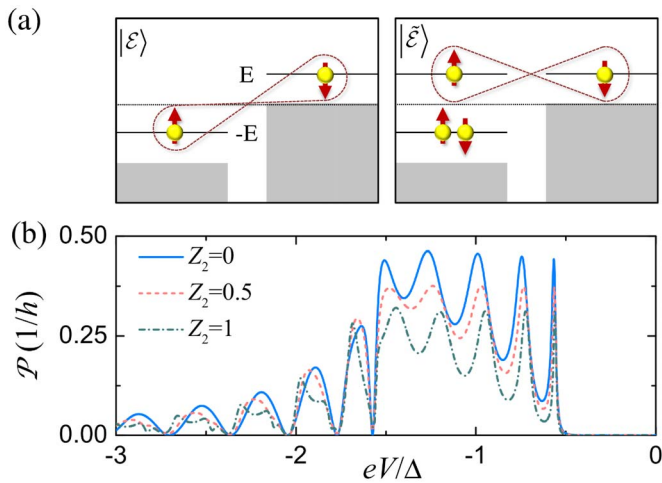 (a)
|ℰ⟩
E
-E
|ℰ̃⟩
(b)
0.50
0.25
0.00
𝒫 (1/h)
Z₂=0
Z₂=0.5
Z₂=1
-3
-2
-1
0
eV/Δ